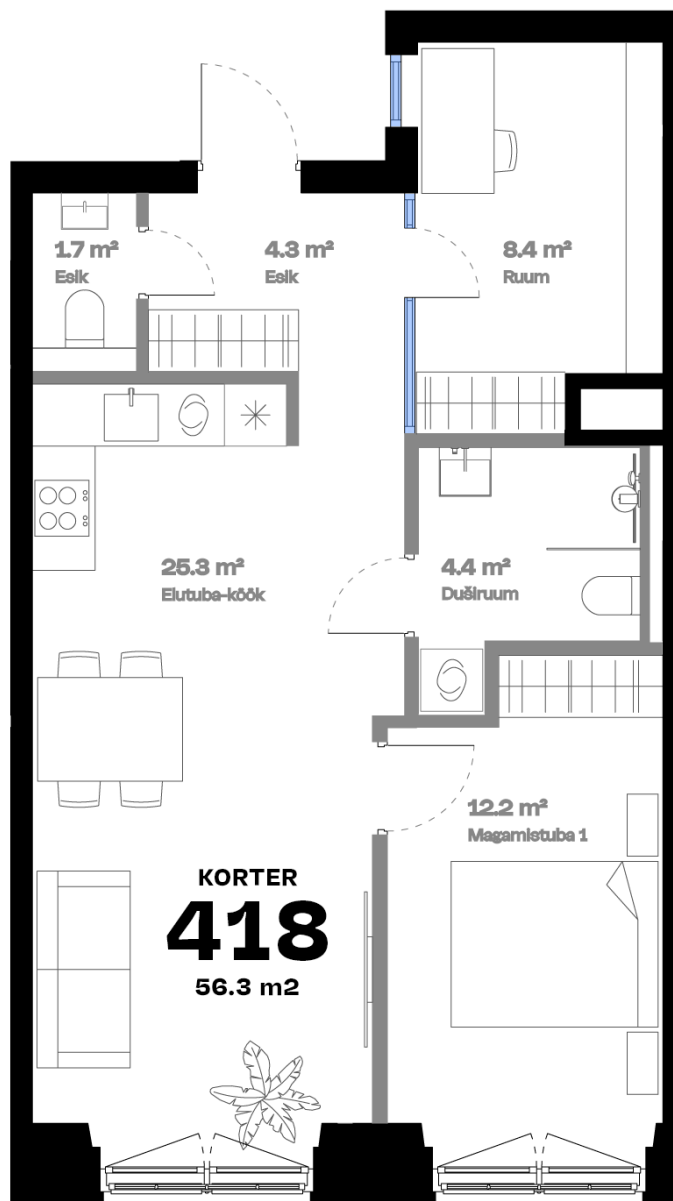 1.7 m²
Esik
4.3 m²
Esik
8.4 m²
Ruum
25.3 m²
Elutuba-köök
4.4 m²
Duširuum
12.2 m²
Magamistuba 1
KORTER
418
56.3 m2